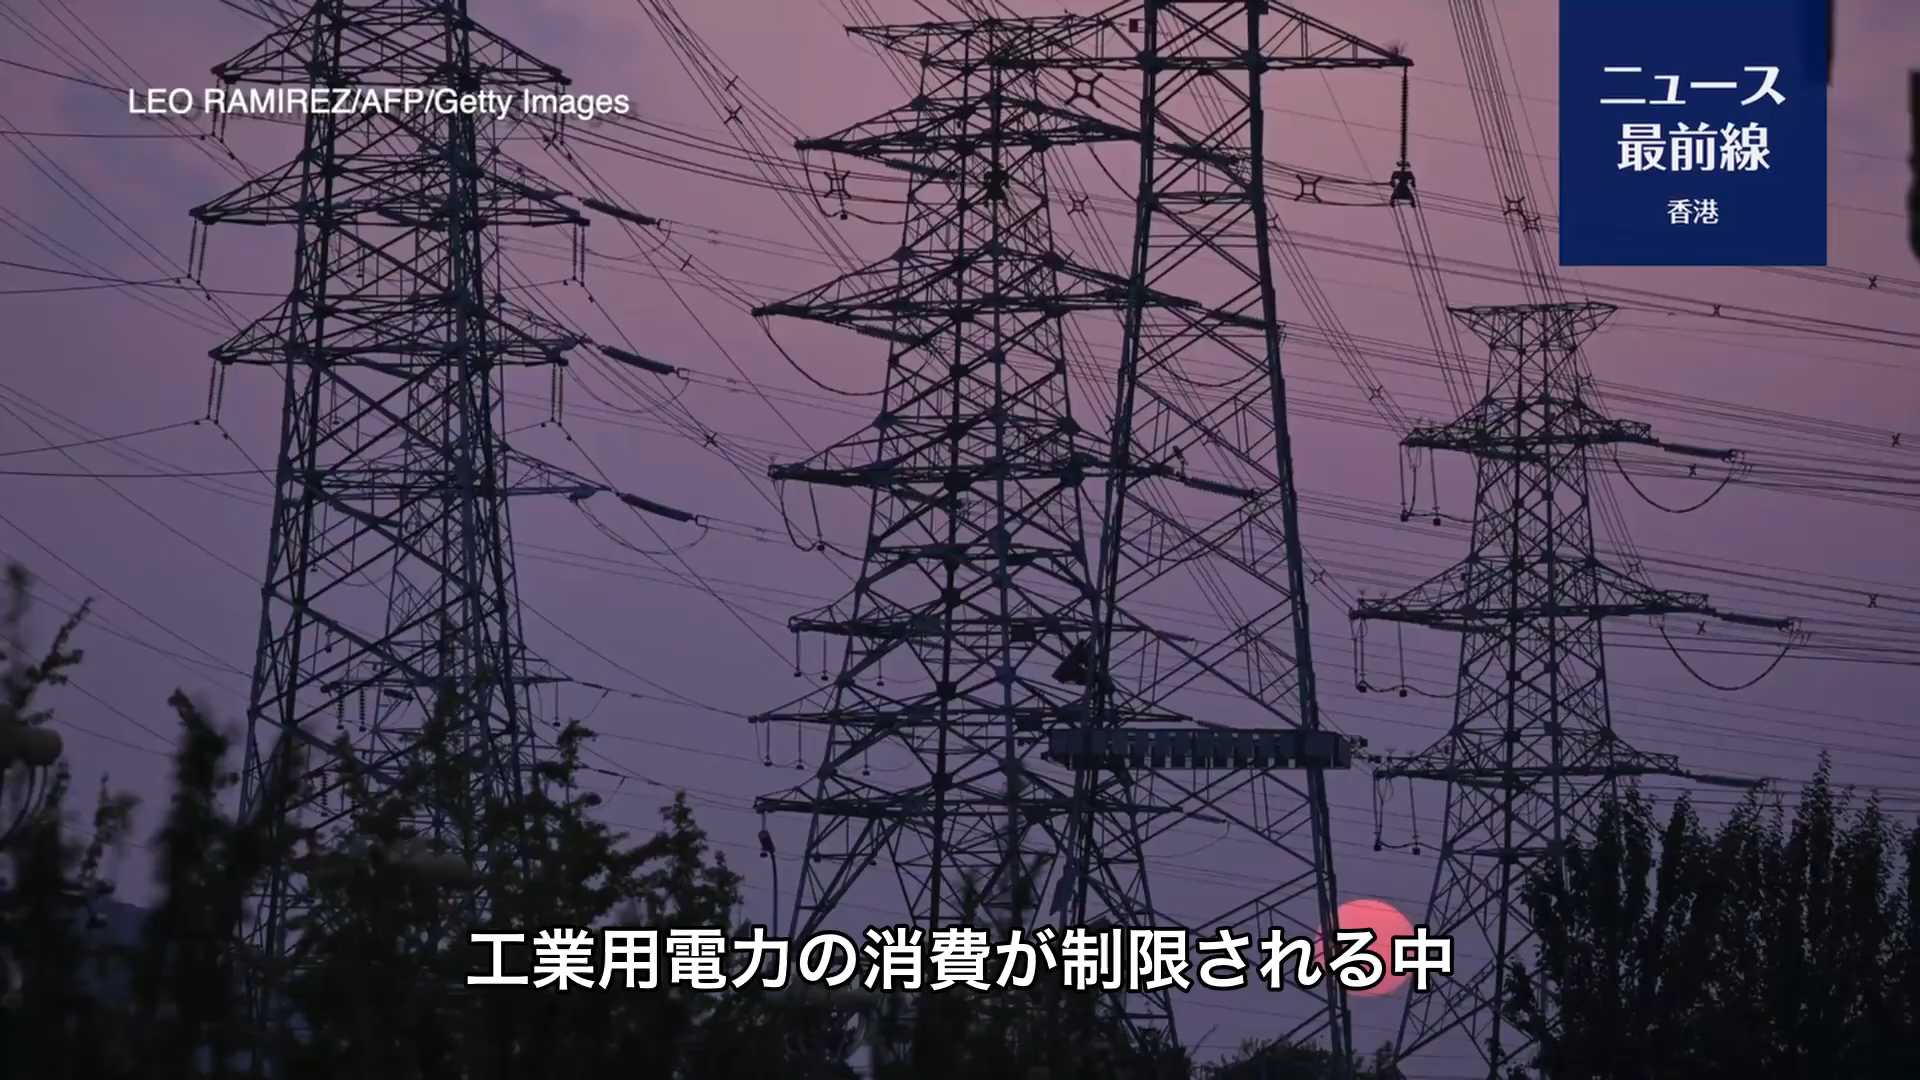 LEO RAMIREZ/AFP/Getty Images
ニュース
最前線
香港
工業用電力の消費が制限される中